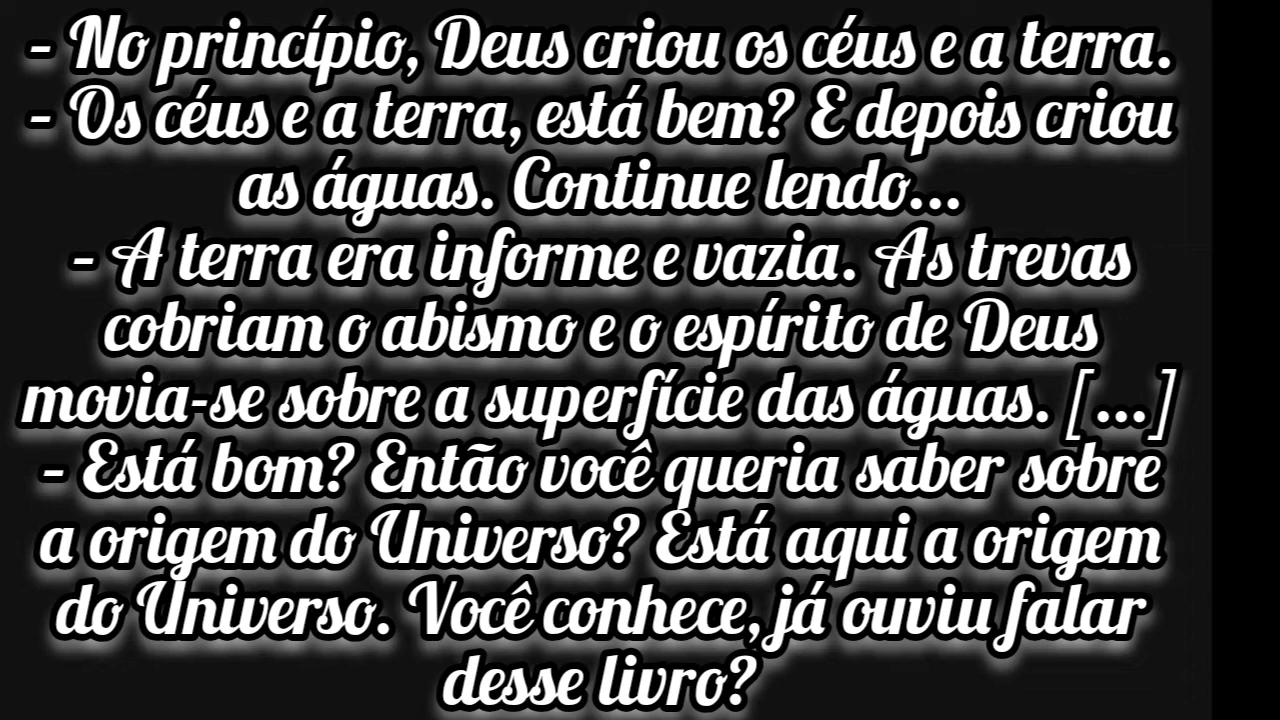 - No princípio, Deus criou os céus e a terra.
- Os céus e a terra, está bem? E depois criou
as águas. Continue lendo...
- A terra era informe e vazia. As trevas
cobriam o abismo e o espírito de Deus
movia-se sobre a superfície das águas. [...]
- Está bom? Então você queria saber sobre
a origem do Universo? Está aqui a origem
do Universo. Você conhece, já ouviu falar
desse livro?